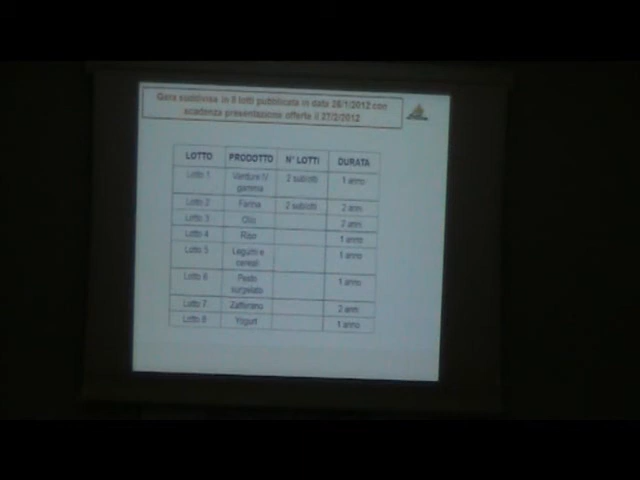 Gara suddivisa in 8 lotti pubblicata in data 26/1/2012 con
scadenza presentazione offerte il 27/2/2012
LOTTO PRODOTTO N° LOTTI DURATA
Lotto 1 Verdure IV gamma 2 sublotti 1 anno
Lotto 2 Farina 2 sublotti 2 anni
Lotto 3 Olio 2 anni
Lotto 4 Riso 1 anno
Lotto 5 Legumi e cereali 1 anno
Lotto 6 Pesto surgelato 1 anno
Lotto 7 Zafferano 2 anni
Lotto 8 Yogurt 1 anno